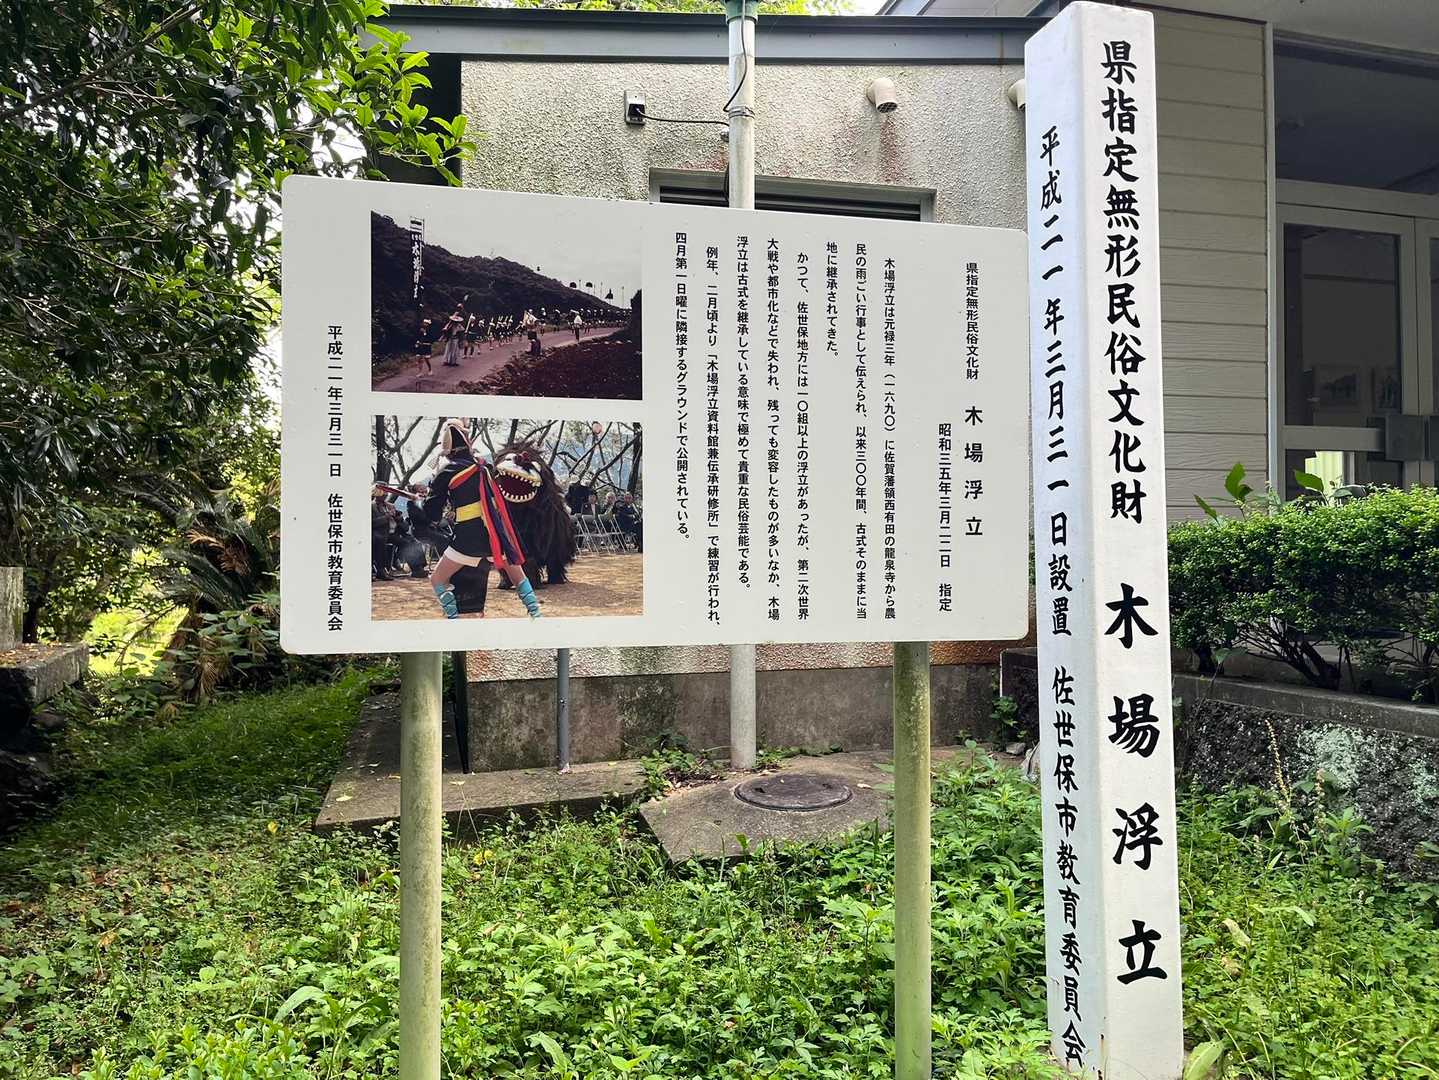 県指定無形民俗文化財　木場浮立
平成二一年三月三一日設置　佐世保市教育委員会
県指定無形民俗文化財　木場浮立
昭和三五年三月二二日　指定
木場浮立は元禄三年（一六九〇）に佐賀藩領西有田の龍泉寺から農
民の雨ごい行事として伝えられ、以来三〇〇年間、古式そのままに当
地に継承されてきた。
かつて、佐世保地方には一〇組以上の浮立があったが、第二次世界
大戦や都市化などで失われ、残っても変容したものが多いなか、木場
浮立は古式を継承している意味で極めて貴重な民俗芸能である。
例年、二月頃より「木場浮立資料館兼伝承研修所」で練習が行われ、
四月第一日曜に隣接するグラウンドで公開されている。
平成二一年三月三一日　佐世保市教育委員会